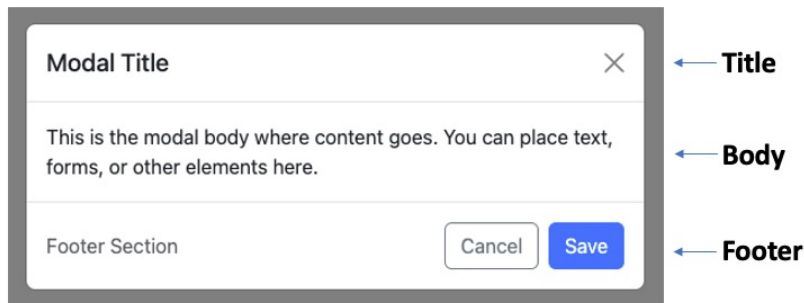 Modal Title
Title
This is the modal body where content goes. You can place text,
forms, or other elements here.
Body
Footer Section
Cancel
Save
Footer